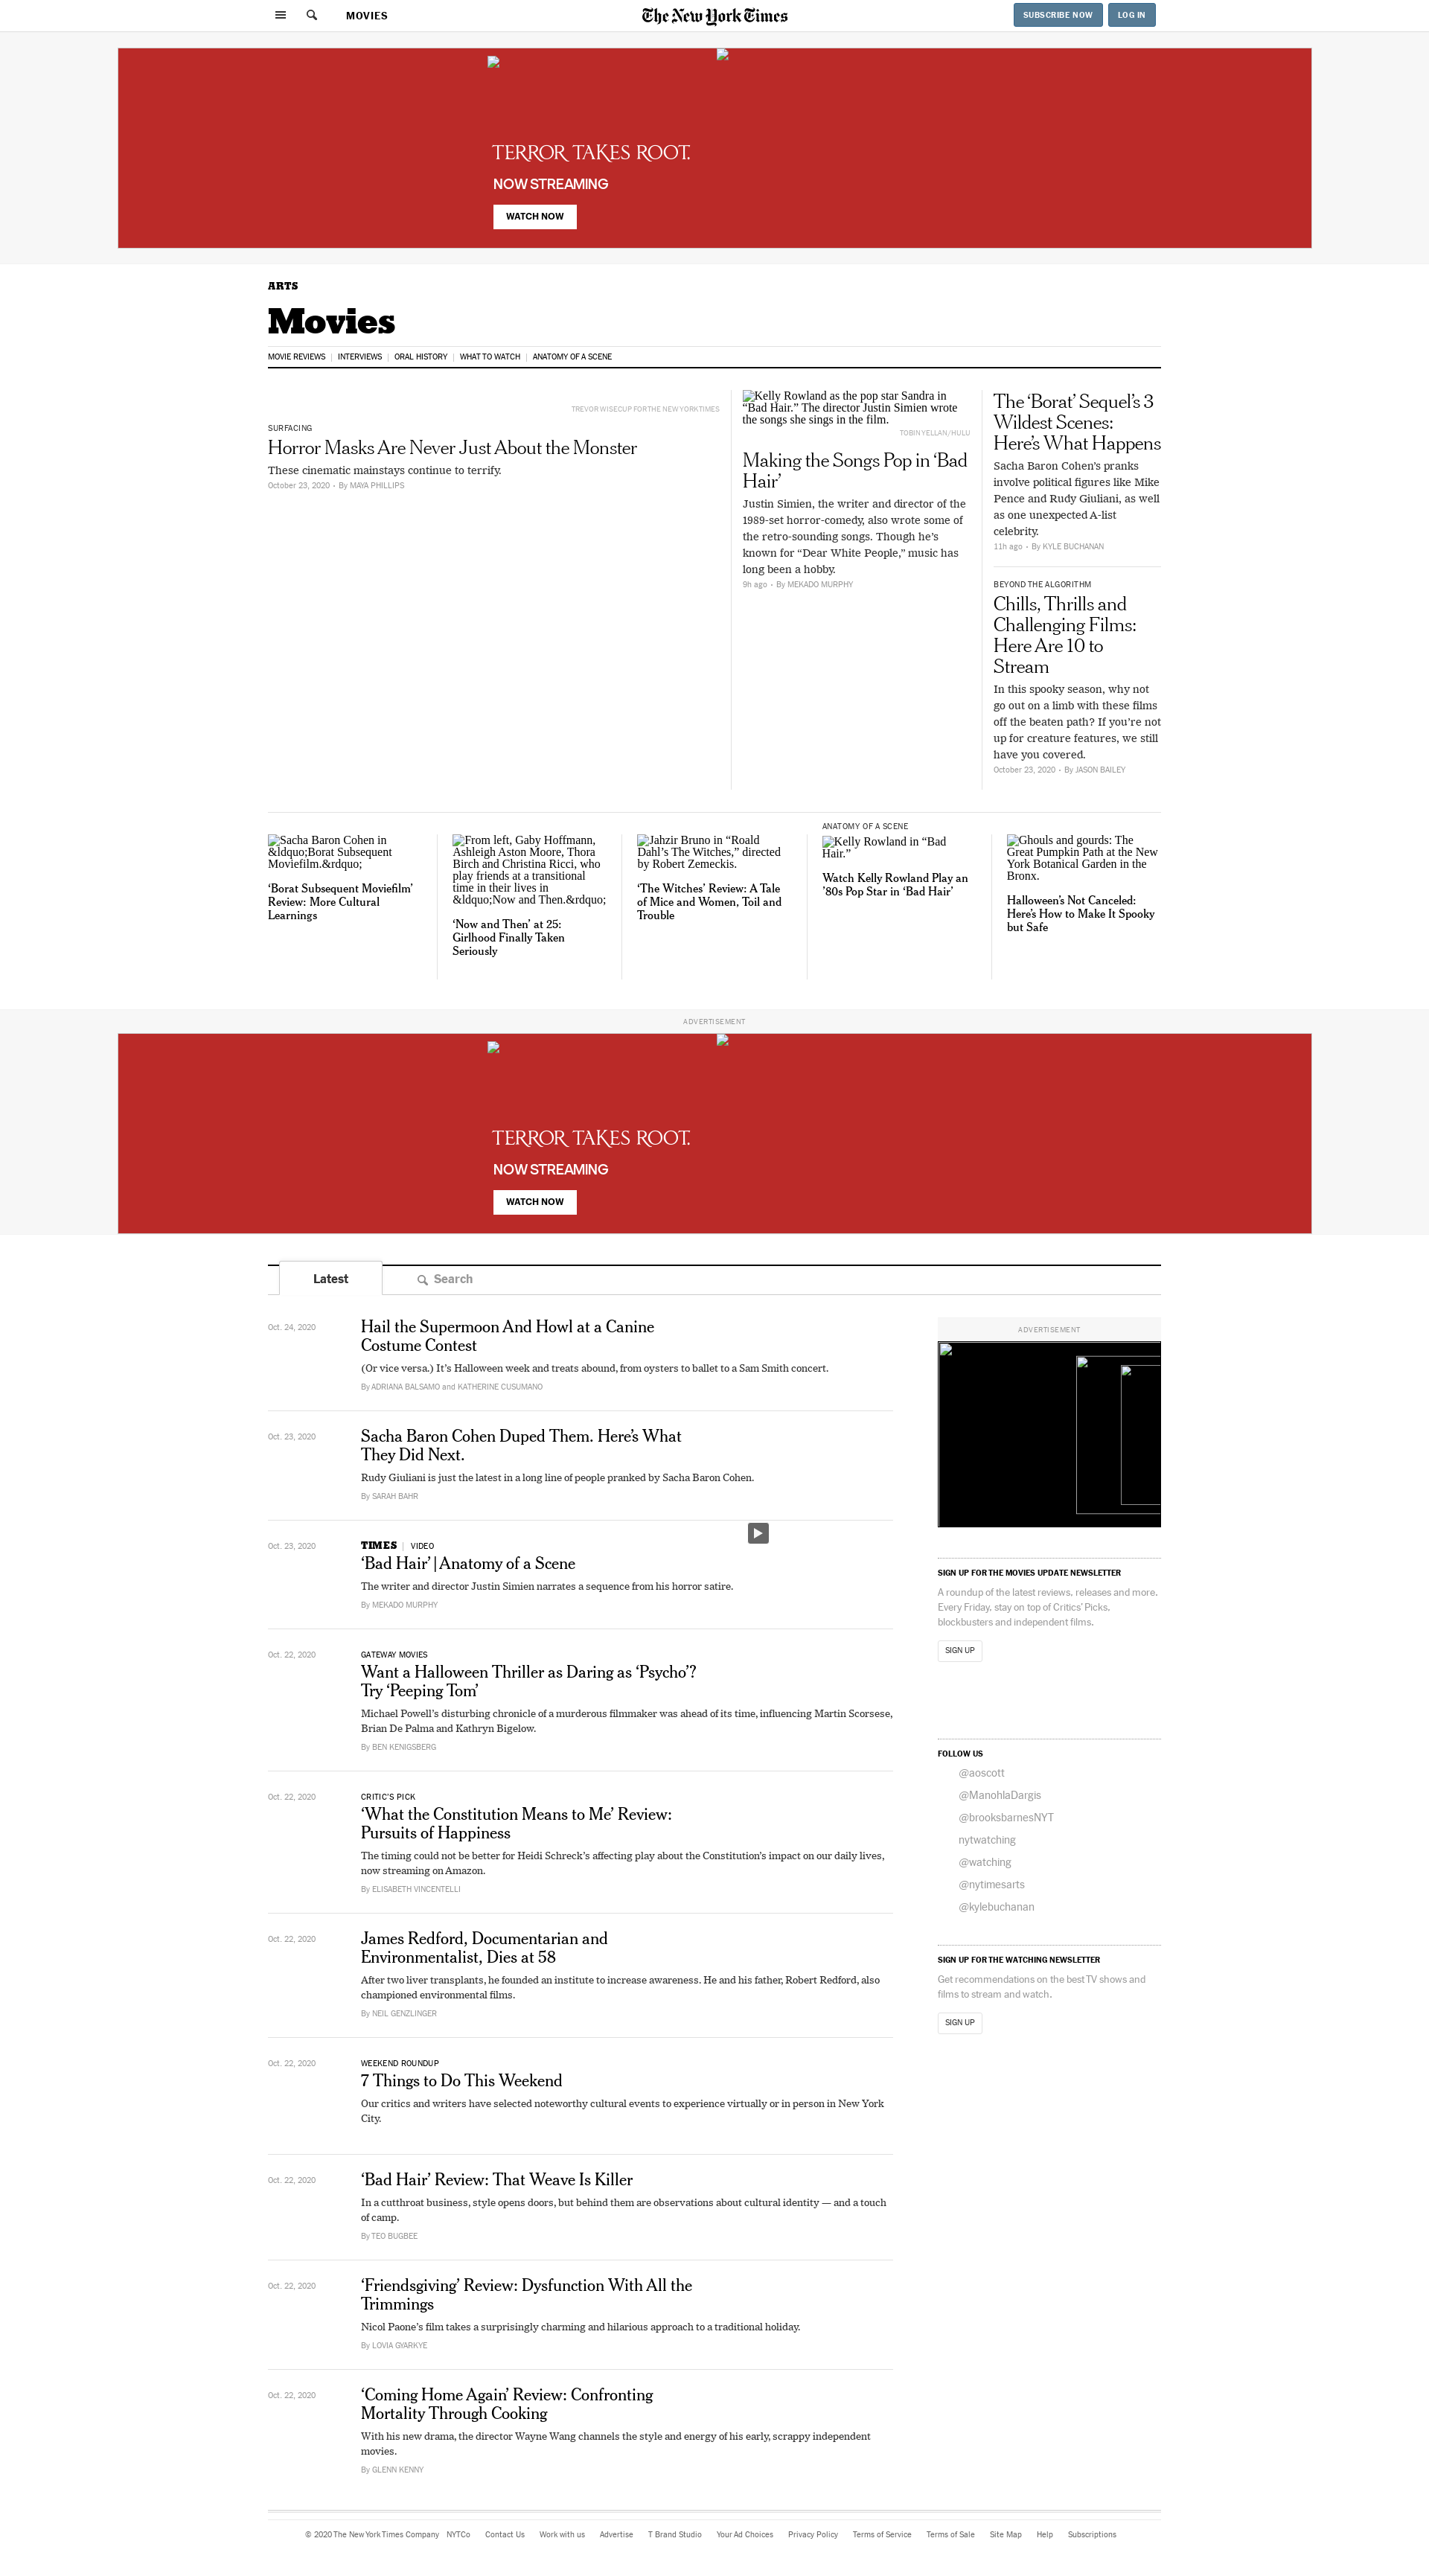 MOVIES
The New York Times
SUBSCRIBE NOW
LOG IN
TERROR TAKES ROOT.
NOW STREAMING
WATCH NOW
ARTS
Movies
MOVIE REVIEWS
INTERVIEWS
ORAL HISTORY
WHAT TO WATCH
ANATOMY OF A SCENE
TREVOR WISECUP FOR THE NEW YORK TIMES
SURFACING
Horror Masks Are Never Just About the Monster
These cinematic mainstays continue to terrify.
October 23, 2020 • By MAYA PHILLIPS
Kelly Rowland as the pop star Sandra in
“Bad Hair.” The director Justin Simien wrote
the songs she sings in the film.
TOBIN YELLAN/HULU
Making the Songs Pop in ‘Bad
Hair’
Justin Simien, the writer and director of the
1989-set horror-comedy, also wrote some of
the retro-sounding songs. Though he’s
known for “Dear White People,” music has
long been a hobby.
9h ago • By MEKADO MURPHY
The ‘Borat’ Sequel’s 3
Wildest Scenes:
Here’s What Happens
Sacha Baron Cohen’s pranks
involve political figures like Mike
Pence and Rudy Giuliani, as well
as one unexpected A-list
celebrity.
11h ago • By KYLE BUCHANAN
BEYOND THE ALGORITHM
Chills, Thrills and
Challenging Films:
Here Are 10 to
Stream
In this spooky season, why not
go out on a limb with these films
off the beaten path? If you’re not
up for creature features, we still
have you covered.
October 23, 2020 • By JASON BAILEY
Sacha Baron Cohen in
&ldquo;Borat Subsequent
Moviefilm.&rdquo;
‘Borat Subsequent Moviefilm’
Review: More Cultural
Learnings
From left, Gaby Hoffmann,
Ashleigh Aston Moore, Thora
Birch and Christina Ricci, who
play friends at a transitional
time in their lives in
&ldquo;Now and Then.&rdquo;
‘Now and Then’ at 25:
Girlhood Finally Taken
Seriously
Jahzir Bruno in “Roald
Dahl’s The Witches,” directed
by Robert Zemeckis.
‘The Witches’ Review: A Tale
of Mice and Women, Toil and
Trouble
ANATOMY OF A SCENE
Kelly Rowland in “Bad
Hair.”
Watch Kelly Rowland Play an
’80s Pop Star in ‘Bad Hair’
Ghouls and gourds: The
Great Pumpkin Path at the New
York Botanical Garden in the
Bronx.
Halloween’s Not Canceled:
Here’s How to Make It Spooky
but Safe
ADVERTISEMENT
TERROR TAKES ROOT.
NOW STREAMING
WATCH NOW
Latest
Search
Oct. 24, 2020
Hail the Supermoon And Howl at a Canine
Costume Contest
(Or vice versa.) It’s Halloween week and treats abound, from oysters to ballet to a Sam Smith concert.
By ADRIANA BALSAMO and KATHERINE CUSUMANO
Oct. 23, 2020
Sacha Baron Cohen Duped Them. Here’s What
They Did Next.
Rudy Giuliani is just the latest in a long line of people pranked by Sacha Baron Cohen.
By SARAH BAHR
Oct. 23, 2020
TIMES | VIDEO
‘Bad Hair’ | Anatomy of a Scene
The writer and director Justin Simien narrates a sequence from his horror satire.
By MEKADO MURPHY
Oct. 22, 2020
GATEWAY MOVIES
Want a Halloween Thriller as Daring as ‘Psycho’?
Try ‘Peeping Tom’
Michael Powell’s disturbing chronicle of a murderous filmmaker was ahead of its time, influencing Martin Scorsese,
Brian De Palma and Kathryn Bigelow.
By BEN KENIGSBERG
Oct. 22, 2020
CRITIC’S PICK
‘What the Constitution Means to Me’ Review:
Pursuits of Happiness
The timing could not be better for Heidi Schreck’s affecting play about the Constitution’s impact on our daily lives,
now streaming on Amazon.
By ELISABETH VINCENTELLI
Oct. 22, 2020
James Redford, Documentarian and
Environmentalist, Dies at 58
After two liver transplants, he founded an institute to increase awareness. He and his father, Robert Redford, also
championed environmental films.
By NEIL GENZLINGER
Oct. 22, 2020
WEEKEND ROUNDUP
7 Things to Do This Weekend
Our critics and writers have selected noteworthy cultural events to experience virtually or in person in New York
City.
Oct. 22, 2020
‘Bad Hair’ Review: That Weave Is Killer
In a cutthroat business, style opens doors, but behind them are observations about cultural identity — and a touch
of camp.
By TEO BUGBEE
Oct. 22, 2020
‘Friendsgiving’ Review: Dysfunction With All the
Trimmings
Nicol Paone’s film takes a surprisingly charming and hilarious approach to a traditional holiday.
By LOVIA GYARKYE
Oct. 22, 2020
‘Coming Home Again’ Review: Confronting
Mortality Through Cooking
With his new drama, the director Wayne Wang channels the style and energy of his early, scrappy independent
movies.
By GLENN KENNY
ADVERTISEMENT
SIGN UP FOR THE MOVIES UPDATE NEWSLETTER
A roundup of the latest reviews, releases and more.
Every Friday, stay on top of Critics’ Picks,
blockbusters and independent films.
SIGN UP
FOLLOW US
@aoscott
@ManohlaDargis
@brooksbarnesNYT
nytwatching
@watching
@nytimesarts
@kylebuchanan
SIGN UP FOR THE WATCHING NEWSLETTER
Get recommendations on the best TV shows and
films to stream and watch.
SIGN UP
© 2020 The New York Times Company
NYTCo
Contact Us
Work with us
Advertise
T Brand Studio
Your Ad Choices
Privacy Policy
Terms of Service
Terms of Sale
Site Map
Help
Subscriptions